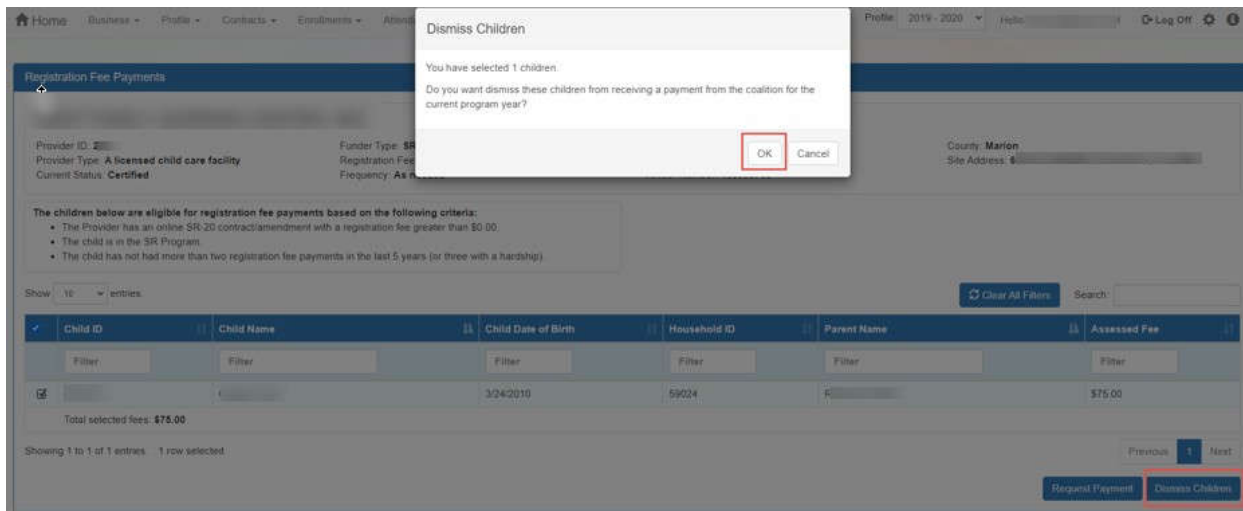 Home Business Profile Contracts Enrollments Attend
Profile 2019 - 2020 Hello Log Off
Dismiss Children
You have selected 1 children.
Do you want dismiss these children from receiving a payment from the coalition for the
current program year?
OK Cancel
Registration Fee Payments
Provider ID: 2
Funder Type: SR
County: Marion
Provider Type: A licensed child care facility
Registration Fee
Site Address: 6
Current Status: Certified
Frequency: As
The children below are eligible for registration fee payments based on the following criteria:
• The Provider has an online SR-20 contract/amendment with a registration fee greater than $0.00.
• The child is in the SR Program.
• The child has not had more than two registration fee payments in the last 5 years (or three with a hardship).
Show 10 entries
Clear All Filters Search:
Child ID Child Name Child Date of Birth Household ID Parent Name Assessed Fee
Filter Filter Filter Filter Filter Filter
3/24/2010 59024 R $75.00
Total selected fees: $75.00
Showing 1 to 1 of 1 entries 1 row selected
Previous 1 Next
Request Payment Dismiss Children